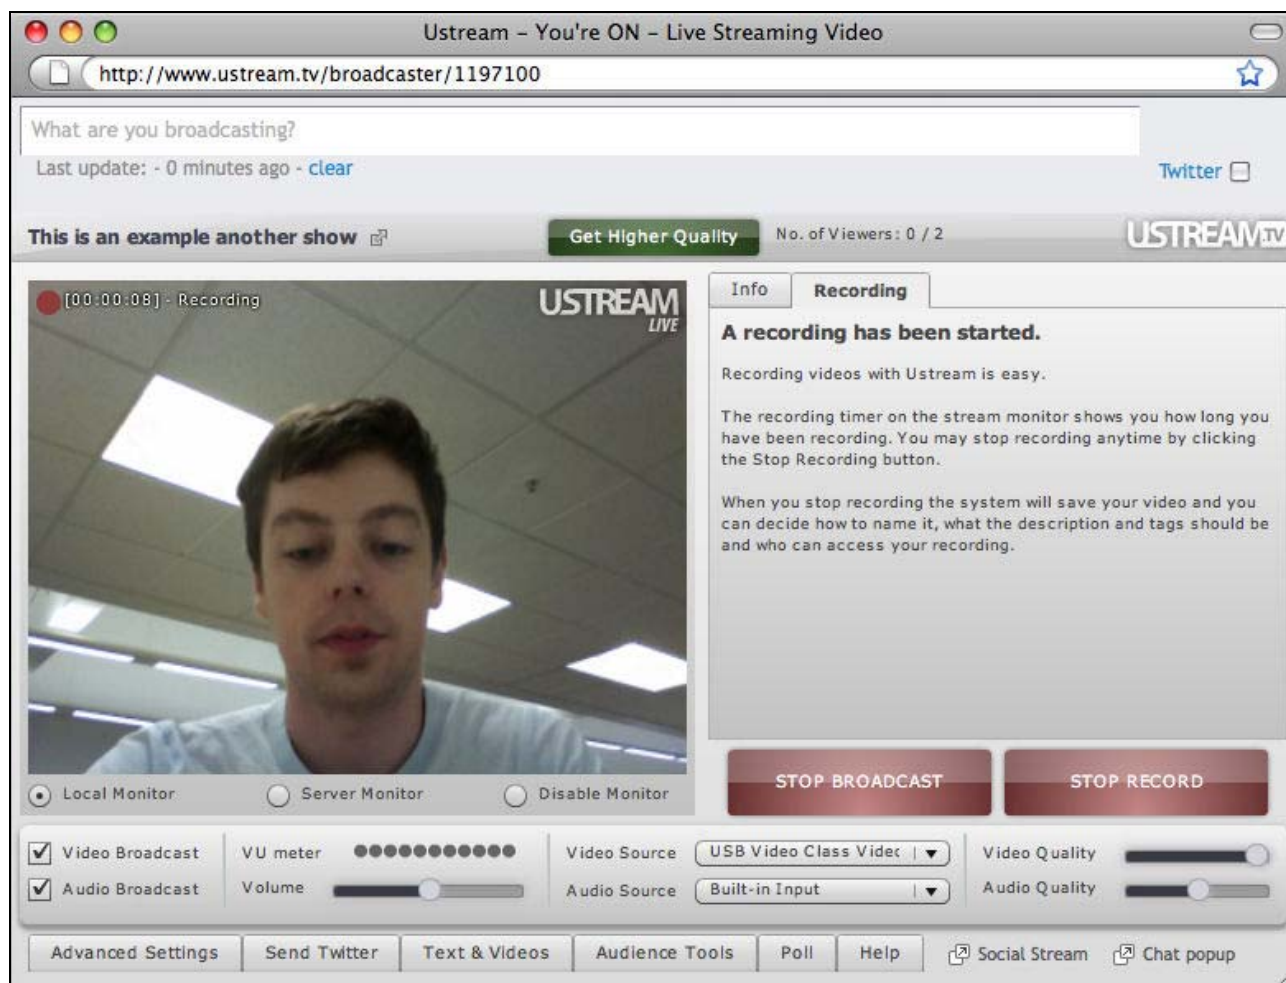 Ustream – You're ON – Live Streaming Video
http://www.ustream.tv/broadcaster/1197100
What are you broadcasting?
Last update: - 0 minutes ago - clear
Twitter
This is an example another show
Get Higher Quality
No. of Viewers: 0 / 2
USTREAM TV
[00:00:08] - Recording
USTREAM
LIVE
Info
Recording
A recording has been started.
Recording videos with Ustream is easy.
The recording timer on the stream monitor shows you how long you
have been recording. You may stop recording anytime by clicking
the Stop Recording button.
When you stop recording the system will save your video and you
can decide how to name it, what the description and tags should be
and who can access your recording.
STOP BROADCAST
STOP RECORD
Local Monitor
Server Monitor
Disable Monitor
Video Broadcast
VU meter
Video Source
USB Video Class Videc
Video Quality
Audio Broadcast
Volume
Audio Source
Built-in Input
Audio Quality
Advanced Settings
Send Twitter
Text & Videos
Audience Tools
Poll
Help
Social Stream
Chat popup